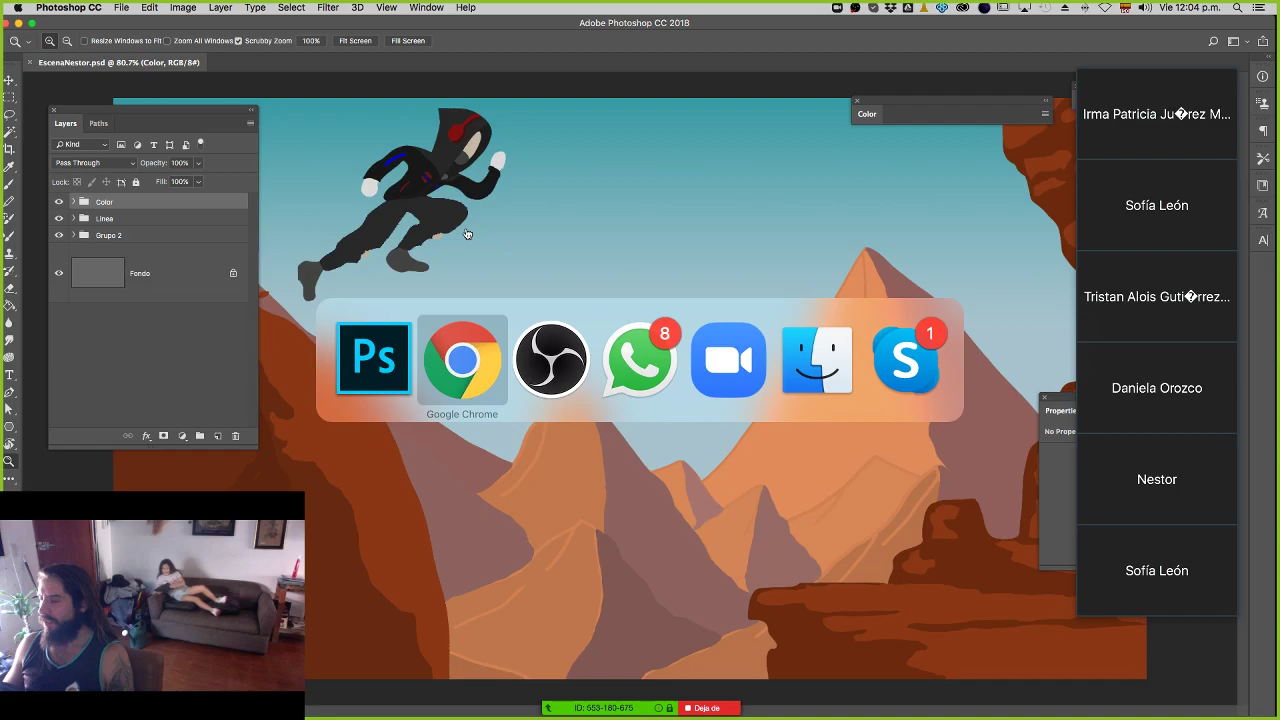 Photoshop CC File Edit Image Layer Type Select Filter 3D View Window Help Vie 12:04 p.m.
Adobe Photoshop CC 2018
Resize Windows to Fit Zoom All Windows Scrubby Zoom 100% Fit Screen Fill Screen
EscenaNestor.psd @ 80.7% (Color, RGB/8#)
Layers Paths
Kind
Pass Through Opacity: 100%
Lock: Fill: 100%
Color
Linea
Grupo 2
Fondo
fx
Color
Ps
8
S
1
Google Chrome
Properties
No Prope
Irma Patricia Ju�rez M...
Sofía León
Tristan Alois Guti�rrez...
Daniela Orozco
Nestor
Sofía León
ID: 553-180-675 Deja de